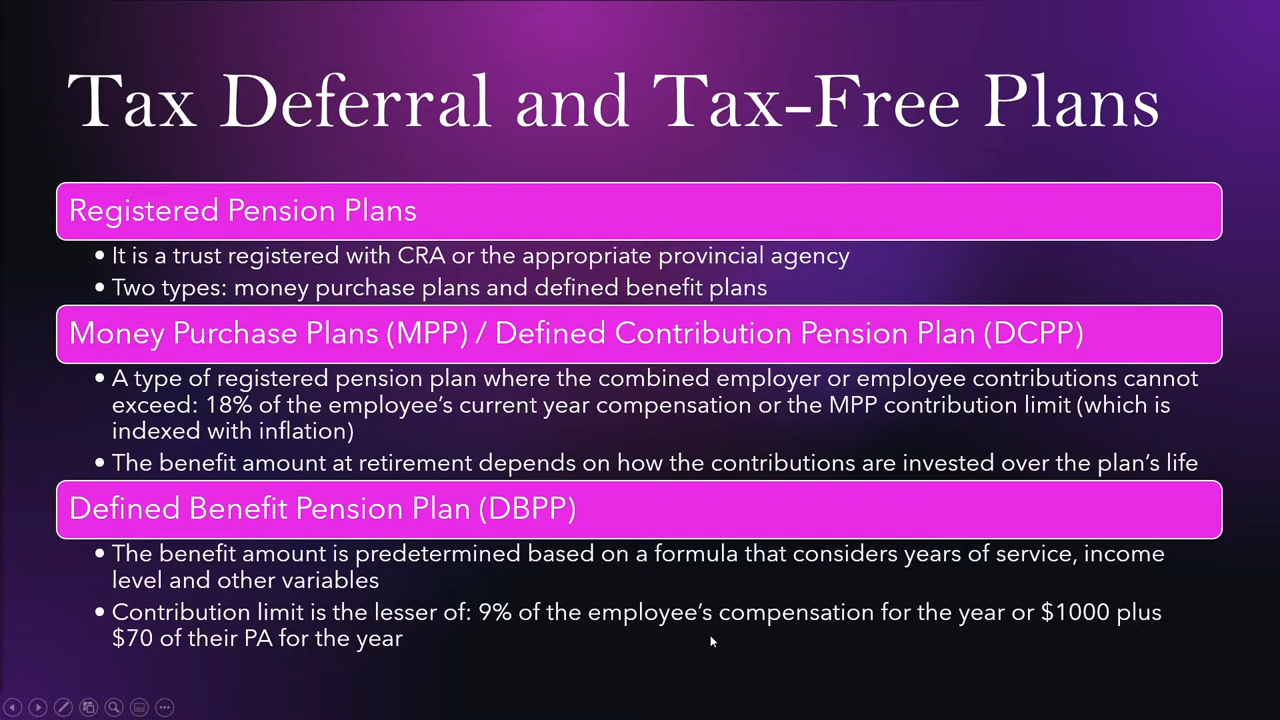 Tax Deferral and Tax-Free Plans
Registered Pension Plans
• It is a trust registered with CRA or the appropriate provincial agency
• Two types: money purchase plans and defined benefit plans
Money Purchase Plans (MPP) / Defined Contribution Pension Plan (DCPP)
• A type of registered pension plan where the combined employer or employee contributions cannot
exceed: 18% of the employee’s current year compensation or the MPP contribution limit (which is
indexed with inflation)
• The benefit amount at retirement depends on how the contributions are invested over the plan’s life
Defined Benefit Pension Plan (DBPP)
• The benefit amount is predetermined based on a formula that considers years of service, income
level and other variables
• Contribution limit is the lesser of: 9% of the employee’s compensation for the year or $1000 plus
$70 of their PA for the year